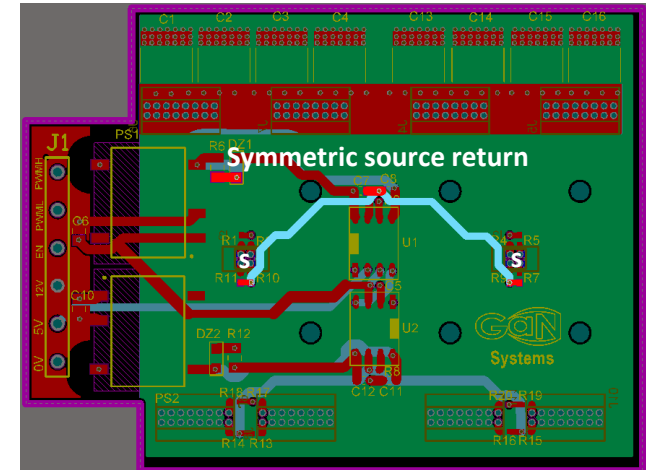 C1 C2 C3 C4 C13 C14 C15 C16
J1
PS1
R6 DZ1
Symmetric source return
PWMH
PWML
EN
12V
5V
0V
C7 C8
C6
U1
R1
S
R11 R10
R4 R5
S
R9 R7
C10
C5
U2
DZ2 R12
GaN
Systems
R8
C12 C11
PS2
R18 R17
R14 R13
R20 R19
R16 R15